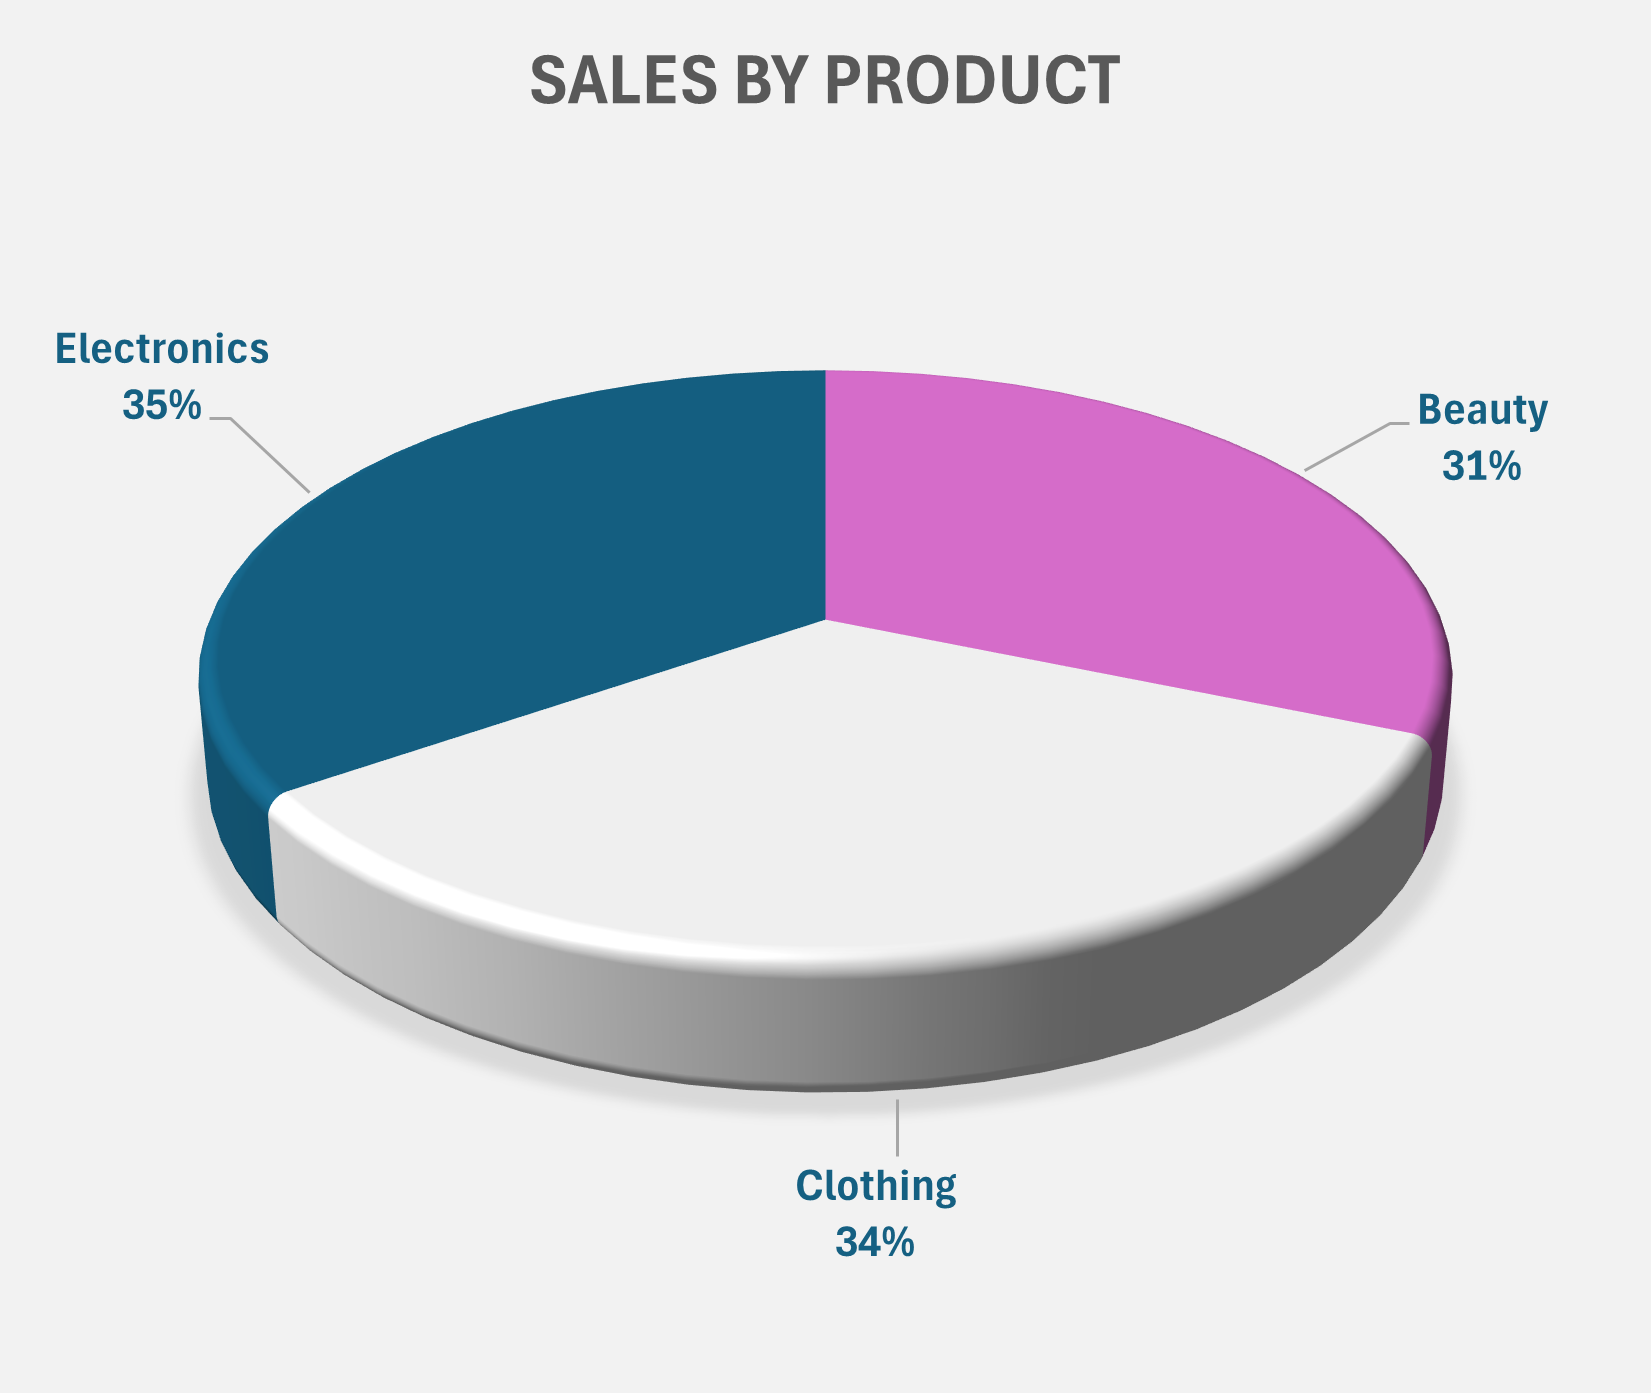 SALES BY PRODUCT
Electronics
35%
Beauty
31%
Clothing
34%